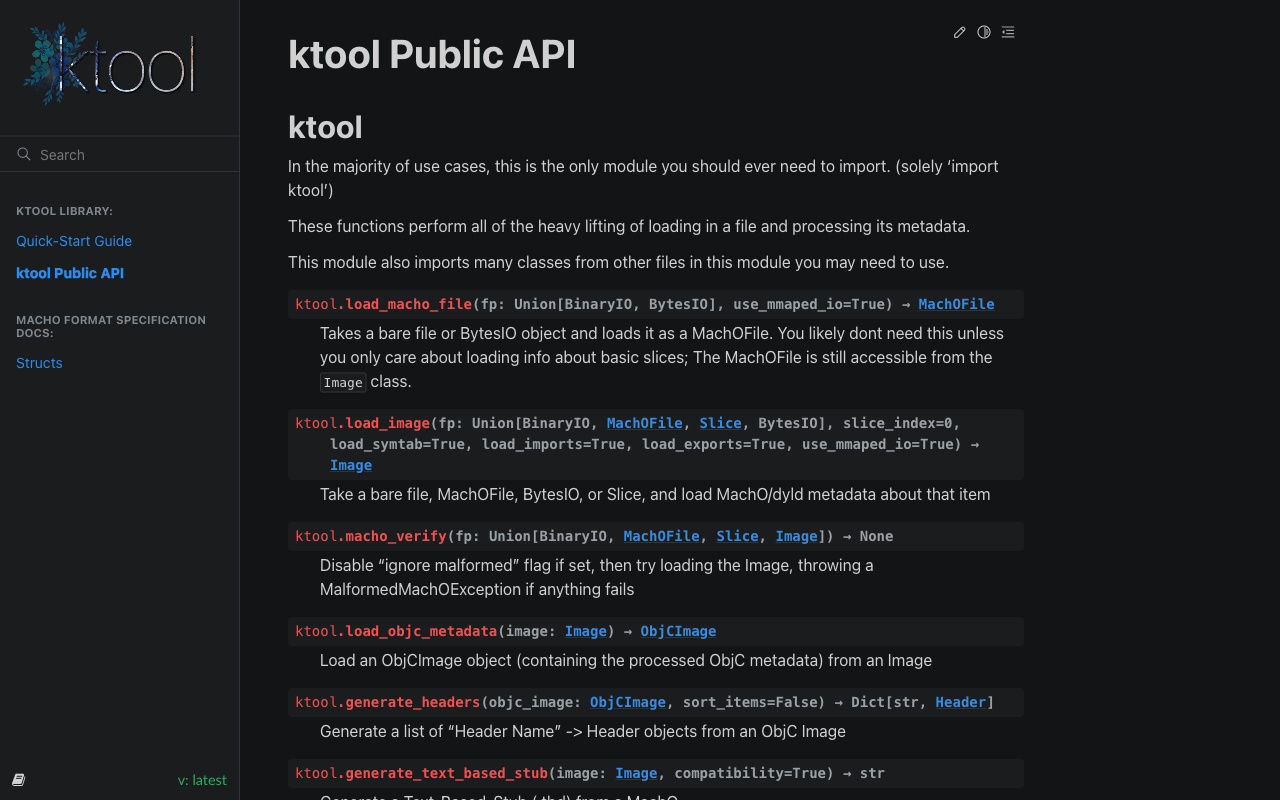 ktool
Search
KTOOL LIBRARY:
Quick-Start Guide
ktool Public API
MACHO FORMAT SPECIFICATION
DOCS:
Structs
v: latest
ktool Public API
ktool
In the majority of use cases, this is the only module you should ever need to import. (solely ‘import
ktool’)
These functions perform all of the heavy lifting of loading in a file and processing its metadata.
This module also imports many classes from other files in this module you may need to use.
ktool.load_macho_file(fp: Union[BinaryIO, BytesIO], use_mmaped_io=True) → MachOFile
Takes a bare file or BytesIO object and loads it as a MachOFile. You likely dont need this unless
you only care about loading info about basic slices; The MachOFile is still accessible from the
Image class.
ktool.load_image(fp: Union[BinaryIO, MachOFile, Slice, BytesIO], slice_index=0,
load_symtab=True, load_imports=True, load_exports=True, use_mmaped_io=True) →
Image
Take a bare file, MachOFile, BytesIO, or Slice, and load MachO/dyld metadata about that item
ktool.macho_verify(fp: Union[BinaryIO, MachOFile, Slice, Image]) → None
Disable “ignore malformed” flag if set, then try loading the Image, throwing a
MalformedMachOException if anything fails
ktool.load_objc_metadata(image: Image) → ObjCImage
Load an ObjCImage object (containing the processed ObjC metadata) from an Image
ktool.generate_headers(objc_image: ObjCImage, sort_items=False) → Dict[str, Header]
Generate a list of “Header Name” -> Header objects from an ObjC Image
ktool.generate_text_based_stub(image: Image, compatibility=True) → str
Generate a Text-Based-Stub (.tbd) from a MachO